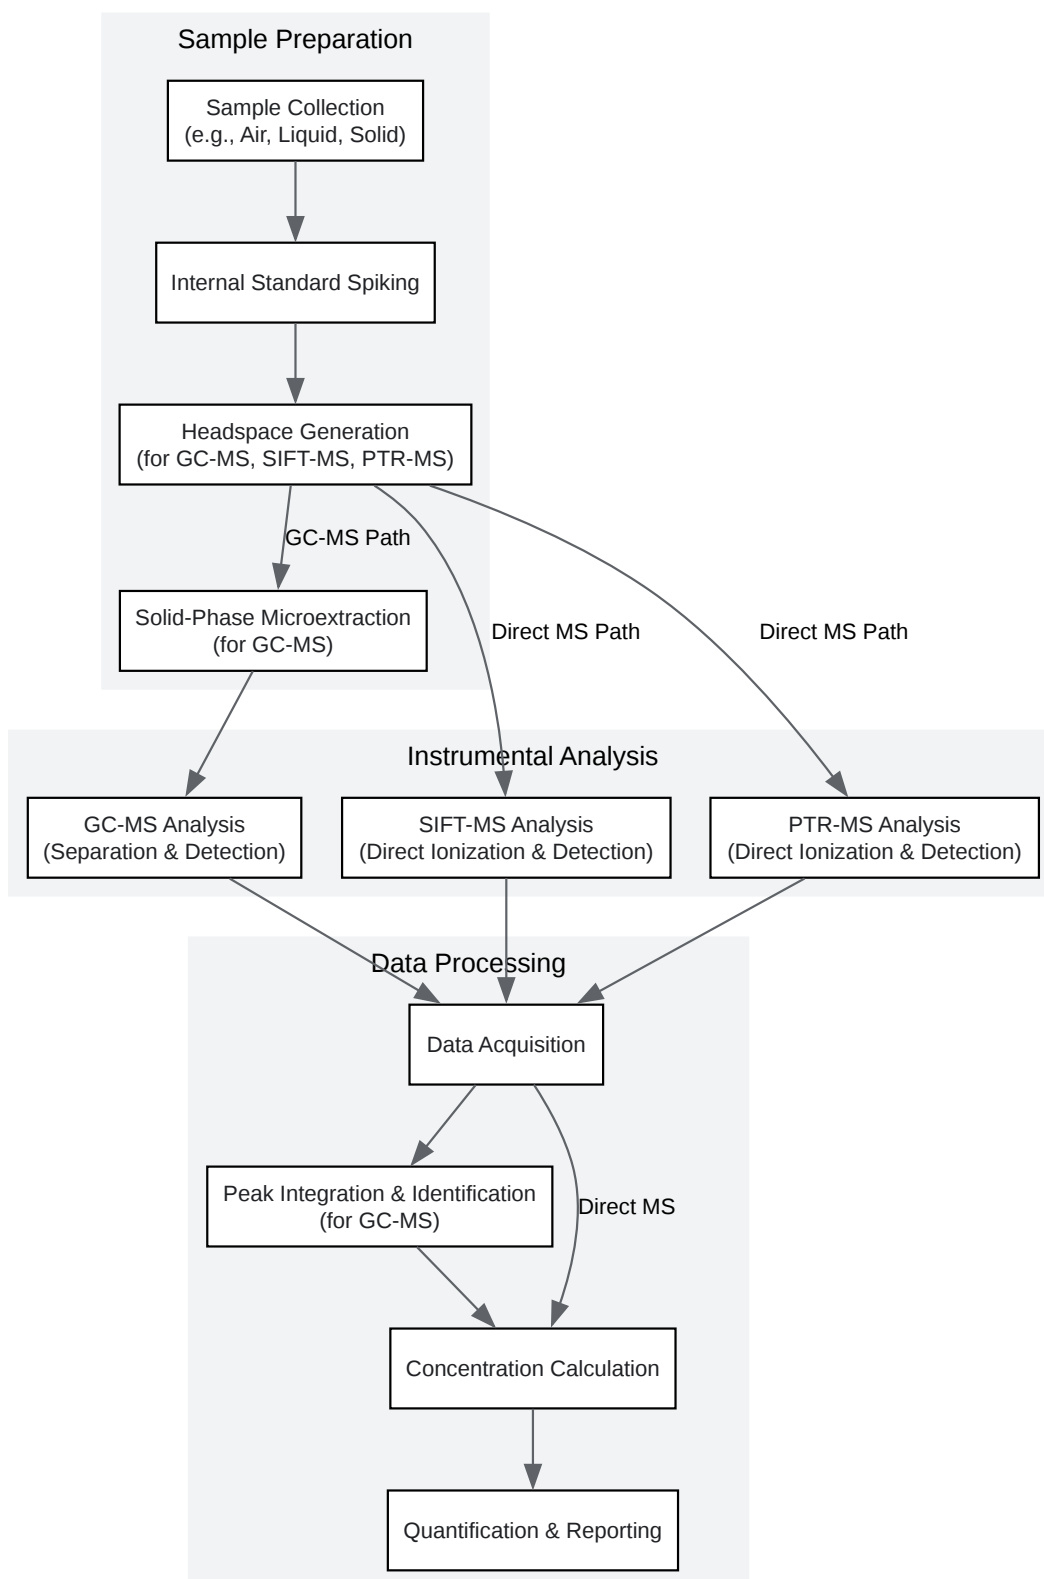 Sample Preparation
Sample Collection
(e.g., Air, Liquid, Solid)
Internal Standard Spiking
Headspace Generation
(for GC-MS, SIFT-MS, PTR-MS)
GC-MS Path
Solid-Phase Microextraction
(for GC-MS)
Direct MS Path
Direct MS Path
Instrumental Analysis
GC-MS Analysis
(Separation & Detection)
SIFT-MS Analysis
(Direct Ionization & Detection)
PTR-MS Analysis
(Direct Ionization & Detection)
Data Processing
Data Acquisition
Peak Integration & Identification
(for GC-MS)
Direct MS
Concentration Calculation
Quantification & Reporting